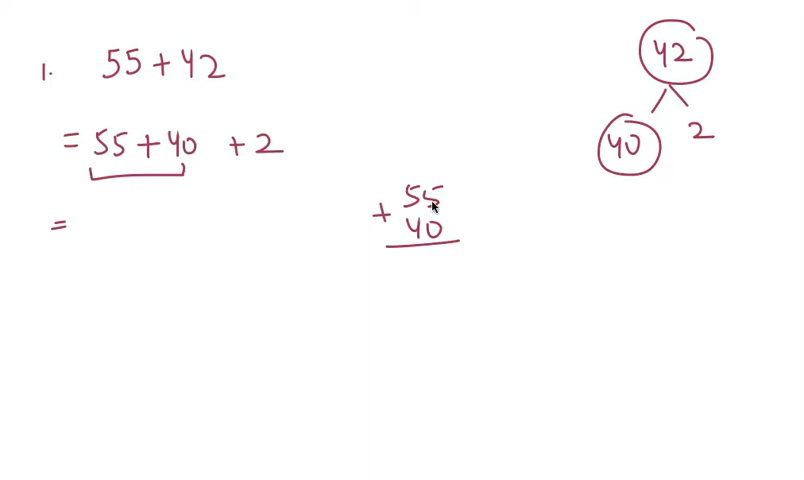 1. 55 + 42
= 55 + 40 + 2
=
+ 55
40
42
40 2